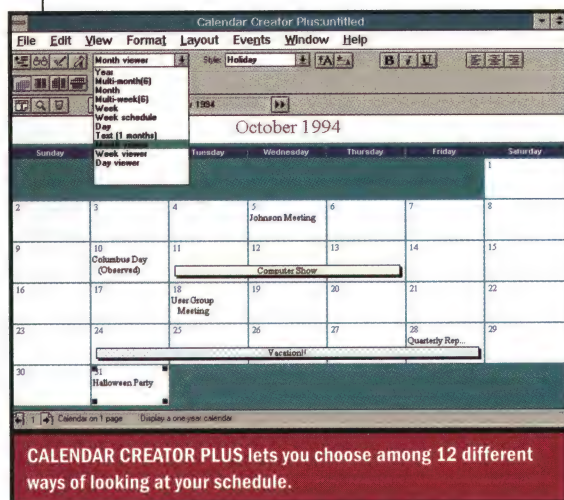 Calendar Creator Plus:untitled
File Edit View Format Layout Events Window Help
Month viewer Style: Holiday B i U
Year
Multi-month(6)
Month
Multi-week(6)
Week
Week schedule
Day
Text (1 months)
Month viewer
Week viewer
Day viewer
1994
October 1994
Sunday Tuesday Wednesday Thursday Friday Saturday
1
2 3 4 5 6 7 8
Johnson Meeting
9 10 11 12 13 14 15
Columbus Day
(Observed)
Computer Show
16 17 18 19 20 21 22
User Group
Meeting
23 24 25 26 27 28 29
Quarterly Rep...
Vacation!!
30 31
Halloween Party
1 Calendar on 1 page Display a one year calendar
CALENDAR CREATOR PLUS lets you choose among 12 different
ways of looking at your schedule.